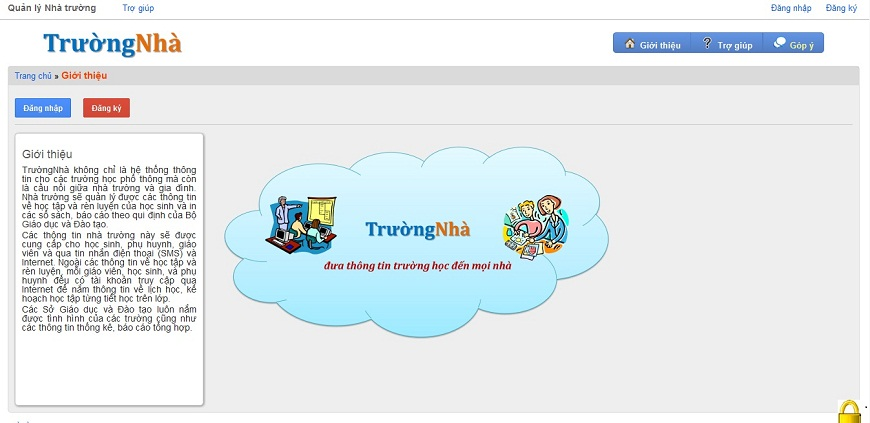 Quản lý Nhà trường Trợ giúp Đăng nhập Đăng ký
TrườngNhà
Giới thiệu Trợ giúp Góp ý
Trang chủ » Giới thiệu
Đăng nhập Đăng ký
Giới thiệu
TrườngNhà không chỉ là hệ thống thông
tin cho các trường học phổ thông mà còn
là cầu nối giữa nhà trường và gia đình.
Nhà trường sẽ quản lý được các thông tin
về học tập và rèn luyện của học sinh và in
các sổ sách, báo cáo theo qui định của Bộ
Giáo dục và Đào tạo.
Các thông tin nhà trường này sẽ được
cung cấp cho học sinh, phụ huynh, giáo
viên và qua tin nhắn điện thoại (SMS) và
Internet. Ngoài các thông tin về học tập và
rèn luyện, mỗi giáo viên, học sinh, và phụ
huynh đều có tài khoản truy cập qua
Internet để nắm thông tin về lịch học, kế
hoạch học tập từng tiết học trên lớp.
Các Sở Giáo dục và Đào tạo luôn nắm
được tình hình của các trường cũng như
các thông tin thống kê, báo cáo tổng hợp.
TrườngNhà
đưa thông tin trường học đến mọi nhà